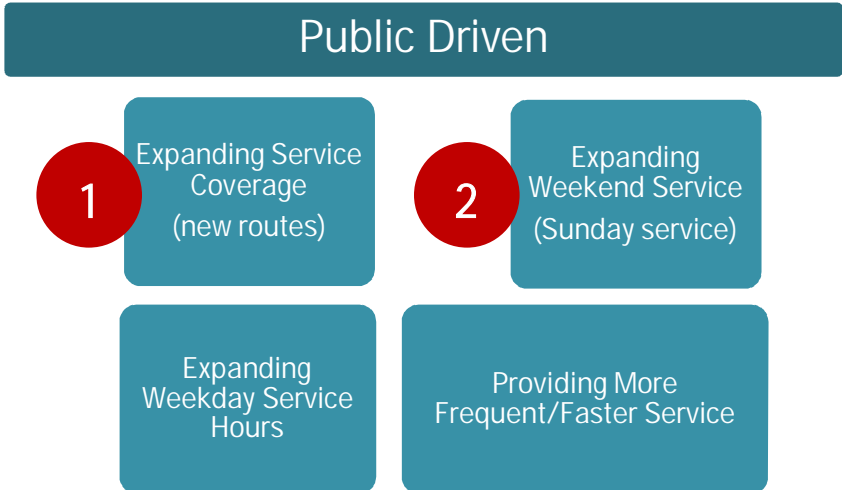 Public Driven
1
Expanding Service
Coverage
(new routes)
2
Expanding
Weekend Service
(Sunday service)
Expanding
Weekday Service
Hours
Providing More
Frequent/Faster Service